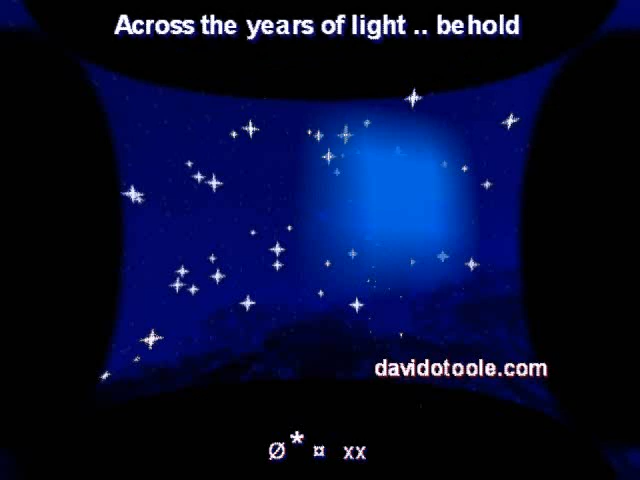 Across the years of light .. behold
davidotoole.com
Ø * ¤ xx